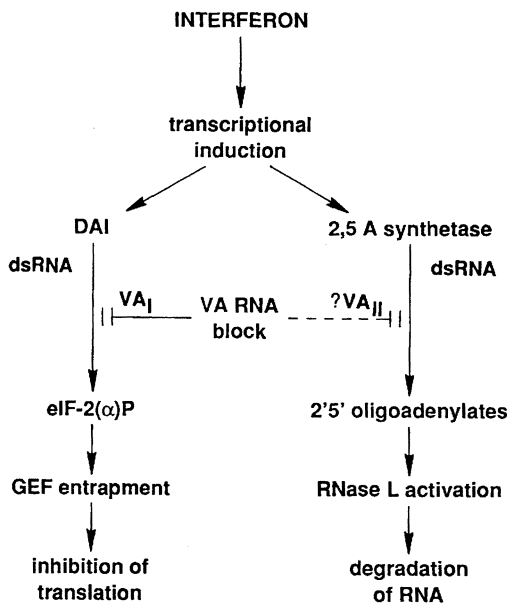 INTERFERON
transcriptional
induction
DAI
2,5 A synthetase
dsRNA
dsRNA
VAI
VA RNA
block
?VAII
eIF-2(α)P
2'5' oligoadenylates
GEF entrapment
RNase L activation
inhibition of
translation
degradation
of RNA